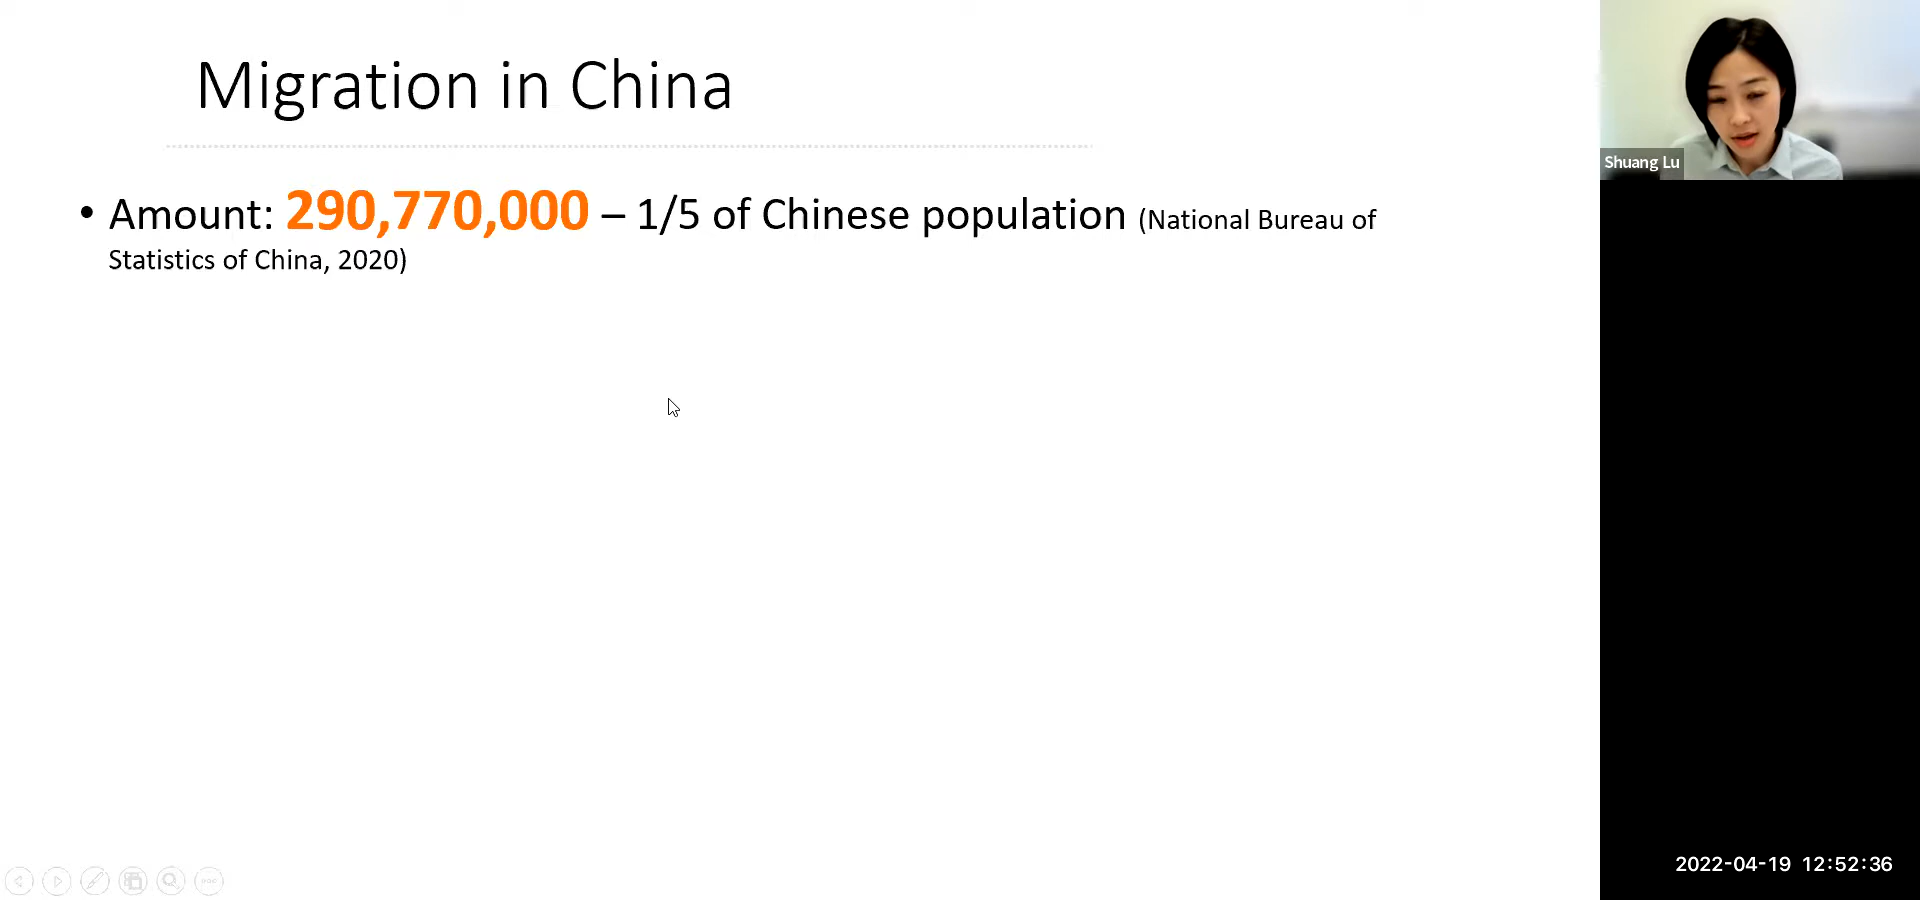 Migration in China
• Amount: 290,770,000 – 1/5 of Chinese population (National Bureau of
Statistics of China, 2020)
Shuang Lu
2022-04-19 12:52:36